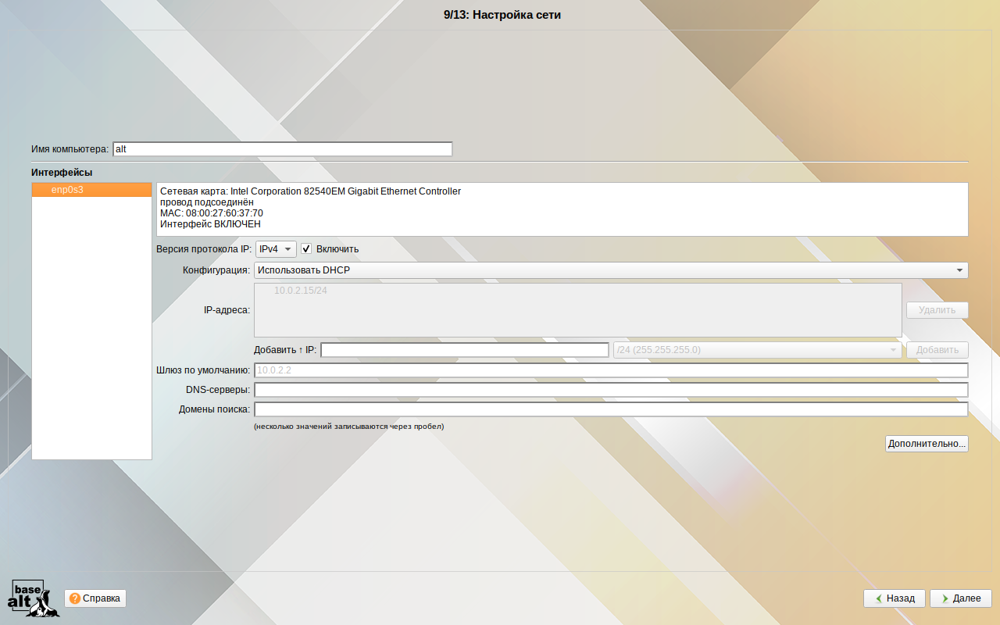 9/13: Настройка сети
Имя компьютера: alt
Интерфейсы
enp0s3
Сетевая карта: Intel Corporation 82540EM Gigabit Ethernet Controller
провод подсоединён
MAC: 08:00:27:60:37:70
Интерфейс ВКЛЮЧЕН
Версия протокола IP: IPv4 Включить
Конфигурация: Использовать DHCP
10.0.2.15/24
IP-адреса: Удалить
Добавить ↑ IP: /24 (255.255.255.0) Добавить
Шлюз по умолчанию: 10.0.2.2
DNS-серверы:
Домены поиска:
(несколько значений записываются через пробел)
Дополнительно...
base
alt
Справка Назад Далее